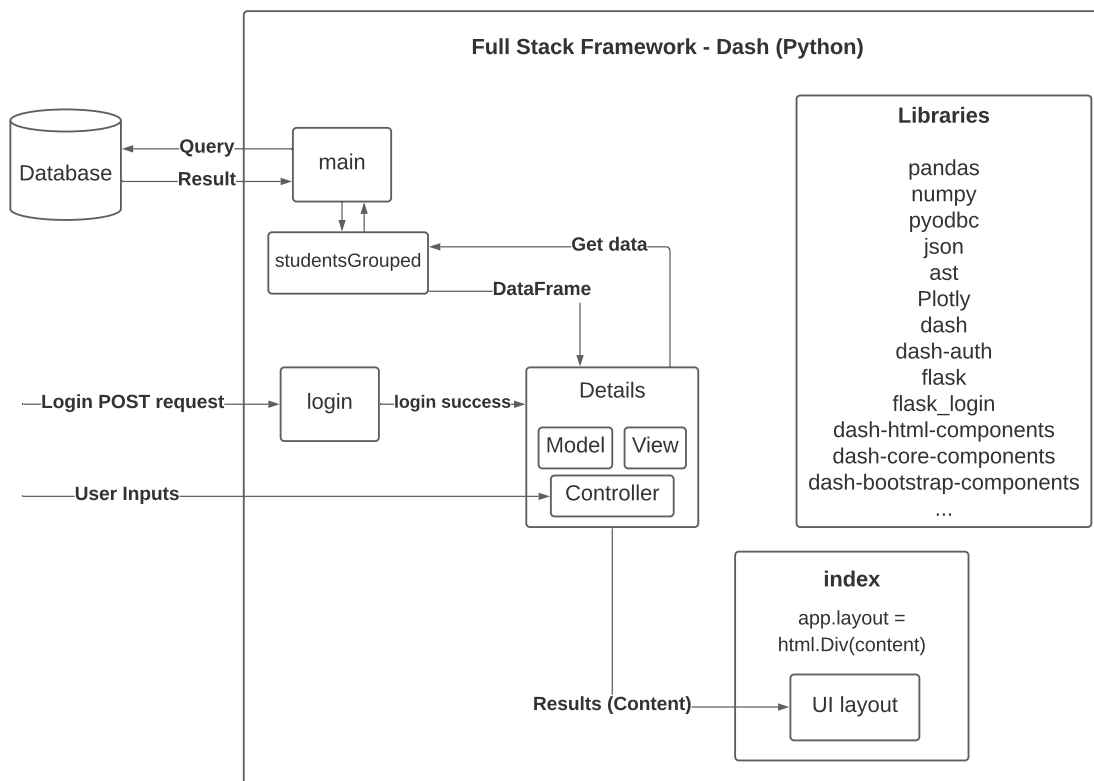 Full Stack Framework - Dash (Python)
Database
Query
Result
main
studentsGrouped
Get data
DataFrame
Login POST request
login
login success
Details
Model
View
User Inputs
Controller
Libraries
pandas
numpy
pyodbc
json
ast
Plotly
dash
dash-auth
flask
flask_login
dash-html-components
dash-core-components
dash-bootstrap-components
...
index
app.layout =
html.Div(content)
Results (Content)
UI layout